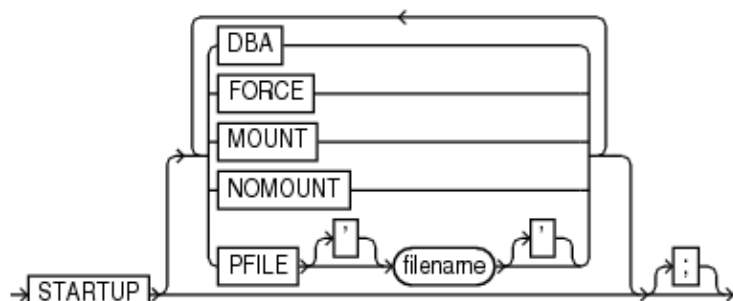 DBA
FORCE
MOUNT
NOMOUNT
PFILE ' filename '
STARTUP ;